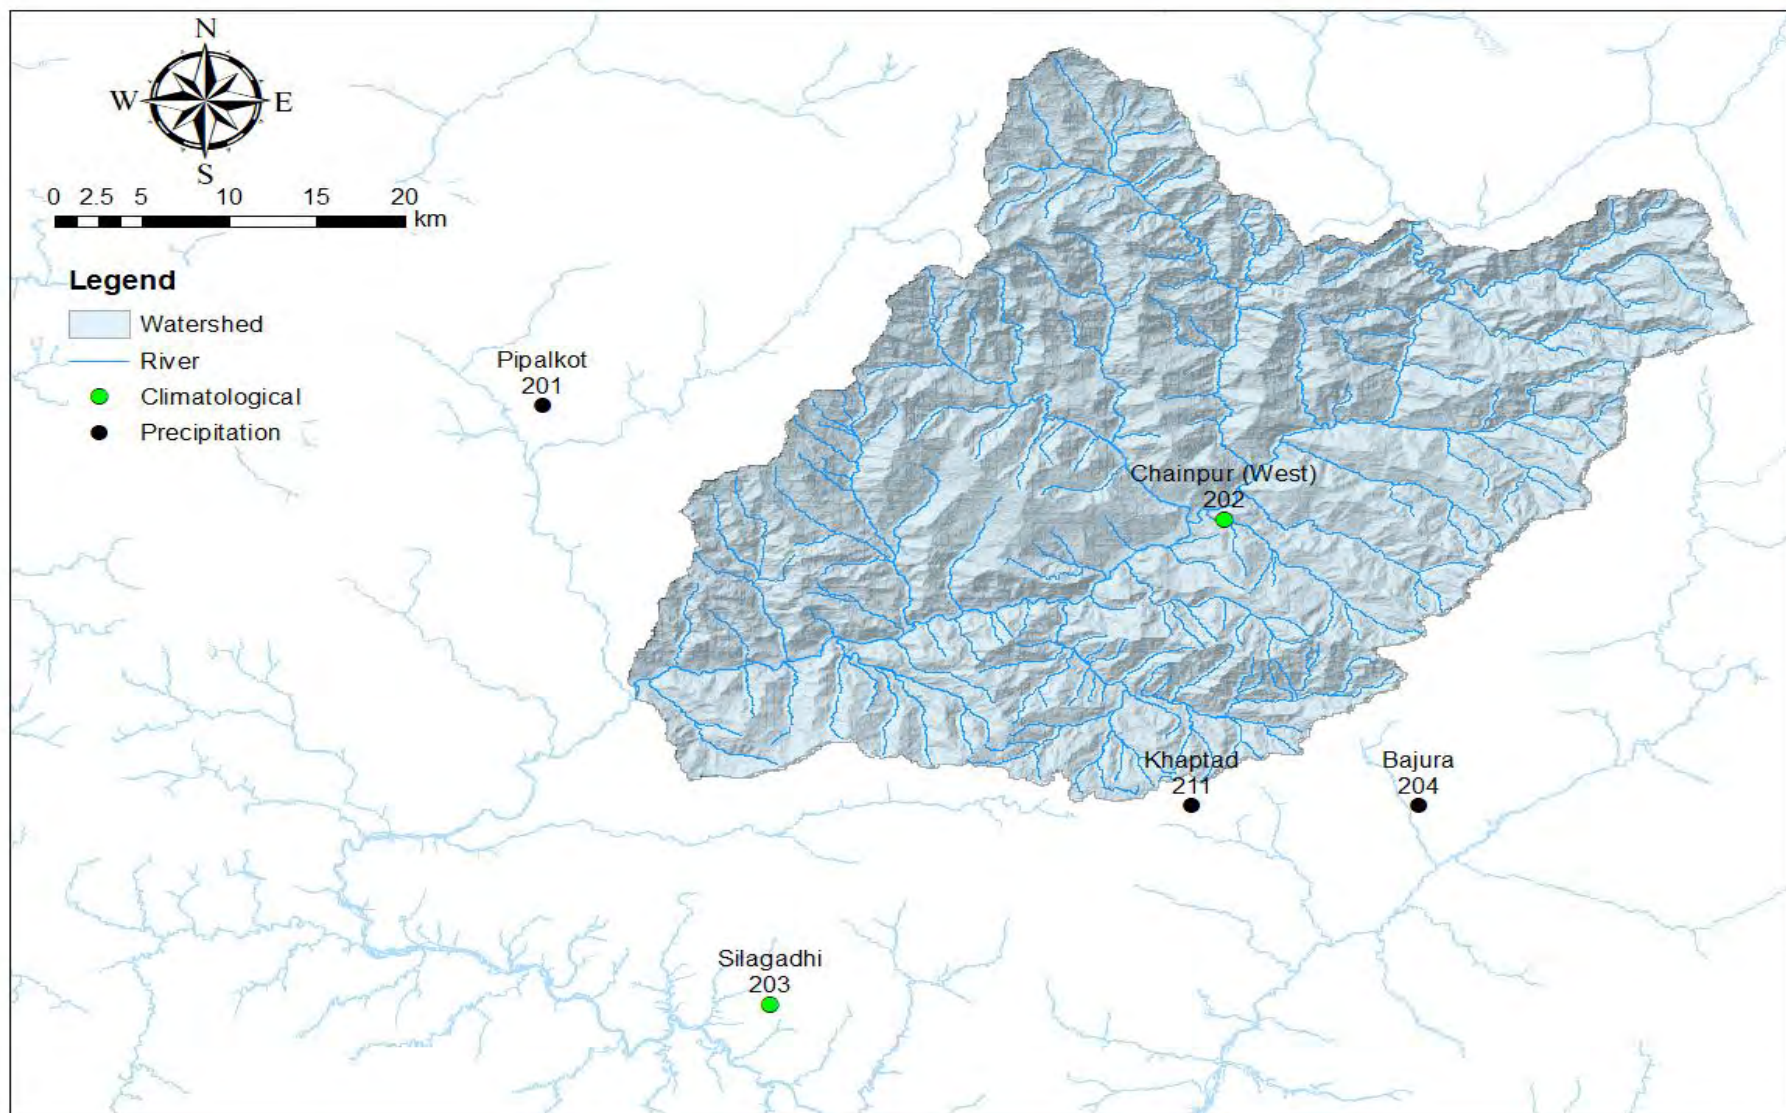 N
W E
S
0 2.5 5 10 15 20
km
Legend
Watershed
River
Climatological
Precipitation
Pipalkot
201
Chainpur (West)
202
Khaptad
211
Bajura
204
Silagadhi
203